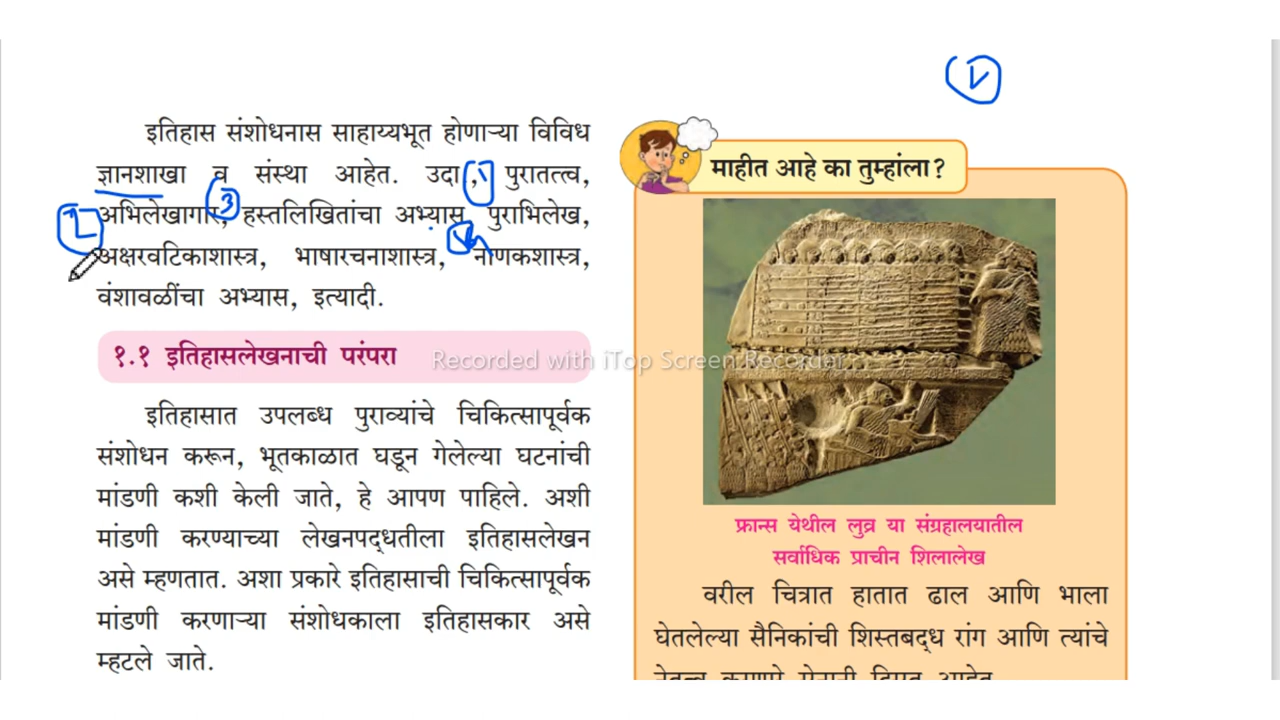 इतिहास संशोधनास साहाय्यभूत होणाऱ्या विविध
ज्ञानशाखा व संस्था आहेत. उदा., पुरातत्त्व,
अभिलेखागार, हस्तलिखितांचा अभ्यास, पुराभिलेख,
अक्षरवटिकाशास्त्र, भाषारचनाशास्त्र, नाणकशास्त्र,
वंशावळींचा अभ्यास, इत्यादी.
१.१ इतिहासलेखनाची परंपरा
इतिहासात उपलब्ध पुराव्यांचे चिकित्सापूर्वक
संशोधन करून, भूतकाळात घडून गेलेल्या घटनांची
मांडणी कशी केली जाते, हे आपण पाहिले. अशी
मांडणी करण्याच्या लेखनपद्धतीला इतिहासलेखन
असे म्हणतात. अशा प्रकारे इतिहासाची चिकित्सापूर्वक
मांडणी करणाऱ्या संशोधकाला इतिहासकार असे
म्हटले जाते.
माहीत आहे का तुम्हांला?
फ्रान्स येथील लुव्र या संग्रहालयातील
सर्वाधिक प्राचीन शिलालेख
वरील चित्रात हातात ढाल आणि भाला
घेतलेल्या सैनिकांची शिस्तबद्ध रांग आणि त्यांचे
Recorded with iTop Screen Recorder